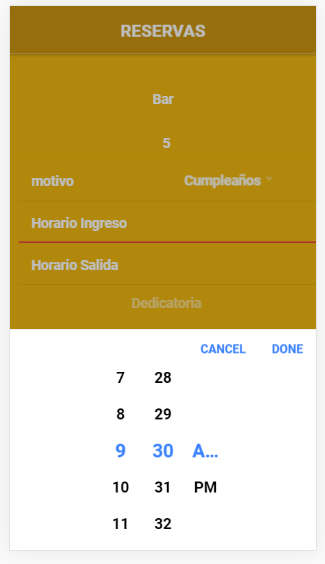 RESERVAS
Bar
5
motivo Cumpleaños
Horario Ingreso
Horario Salida
Dedicatoria
CANCEL DONE
7 28
8 29
9 30 A...
10 31 PM
11 32